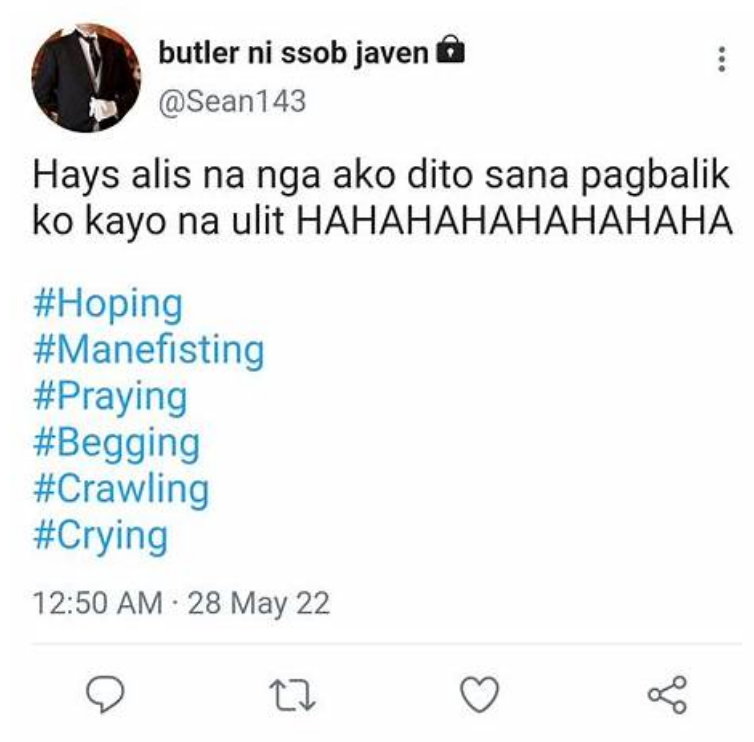 butler ni ssob javen
@Sean143
Hays alis na nga ako dito sana pagbalik
ko kayo na ulit HAHAHAHAHAHAHAHA
#Hoping
#Manefisting
#Praying
#Begging
#Crawling
#Crying
12:50 AM · 28 May 22